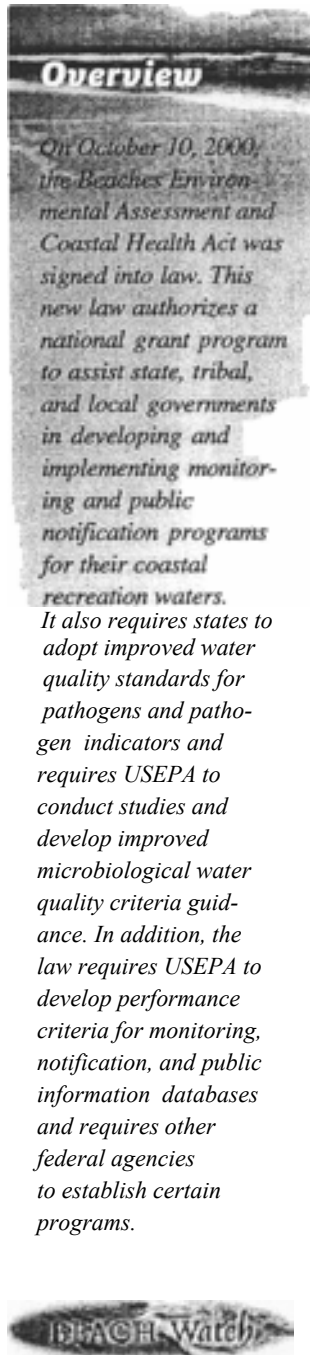 Overview
On October 10, 2000,
the Beaches Environ-
mental Assessment and
Coastal Health Act was
signed into law. This
new law authorizes a
national grant program
to assist state, tribal,
and local governments
in developing and
implementing monitor-
ing and public
notification programs
for their coastal
recreation waters.
It also requires states to
adopt improved water
quality standards for
pathogens and patho-
gen indicators and
requires USEPA to
conduct studies and
develop improved
microbiological water
quality criteria guid-
ance. In addition, the
law requires USEPA to
develop performance
criteria for monitoring,
notification, and public
information databases
and requires other
federal agencies
to establish certain
programs.
BEACH Watch